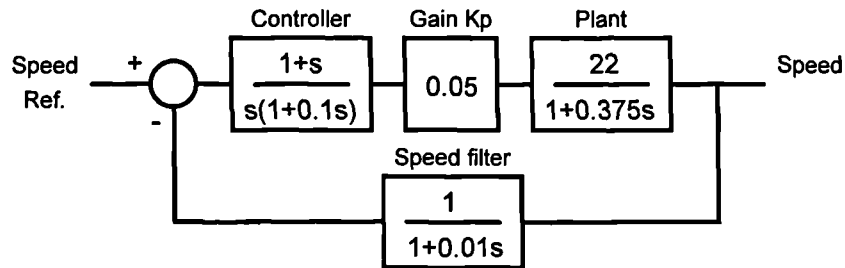 Controller
Gain Kp
Plant
Speed
Ref.
+
-
1+s
s(1+0.1s)
0.05
22
1+0.375s
Speed
Speed filter
1
1+0.01s